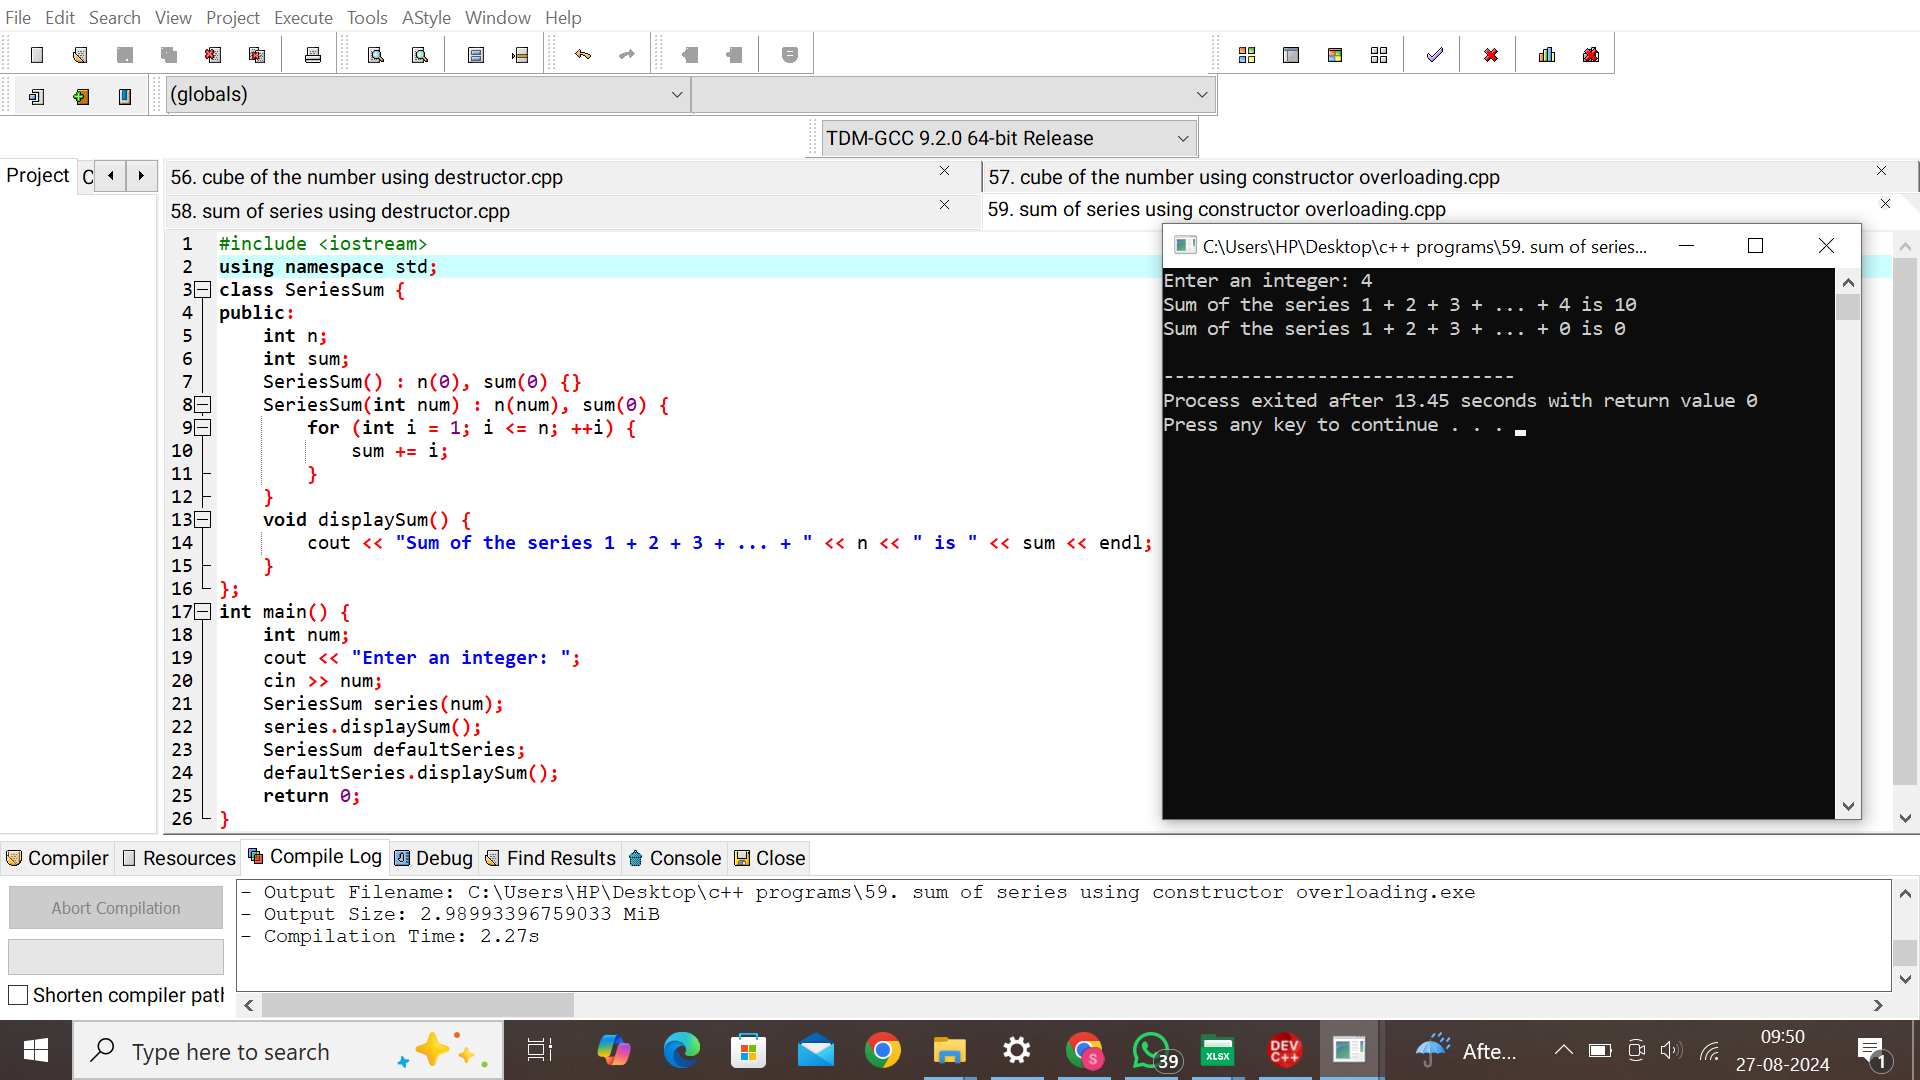 File Edit Search View Project Execute Tools AStyle Window Help
(globals)
TDM-GCC 9.2.0 64-bit Release
Project C
56. cube of the number using destructor.cpp
57. cube of the number using constructor overloading.cpp
58. sum of series using destructor.cpp
59. sum of series using constructor overloading.cpp
1 #include <iostream>
2 using namespace std;
3 class SeriesSum {
4 public:
5 int n;
6 int sum;
7 SeriesSum() : n(0), sum(0) {}
8 SeriesSum(int num) : n(num), sum(0) {
9 for (int i = 1; i <= n; ++i) {
10 sum += i;
11 }
12 }
13 void displaySum() {
14 cout << "Sum of the series 1 + 2 + 3 + ... + " << n << " is " << sum << endl;
15 }
16 };
17 int main() {
18 int num;
19 cout << "Enter an integer: ";
20 cin >> num;
21 SeriesSum series(num);
22 series.displaySum();
23 SeriesSum defaultSeries;
24 defaultSeries.displaySum();
25 return 0;
26 }
C:\Users\HP\Desktop\c++ programs\59. sum of series...
Enter an integer: 4
Sum of the series 1 + 2 + 3 + ... + 4 is 10
Sum of the series 1 + 2 + 3 + ... + 0 is 0
--------------------------------
Process exited after 13.45 seconds with return value 0
Press any key to continue . . .
Compiler Resources Compile Log Debug Find Results Console Close
Abort Compilation
Shorten compiler path
- Output Filename: C:\Users\HP\Desktop\c++ programs\59. sum of series using constructor overloading.exe
- Output Size: 2.98993396759033 MiB
- Compilation Time: 2.27s
Type here to search
S
39
XLSX
DEV
C++
Afte...
09:50
27-08-2024
1